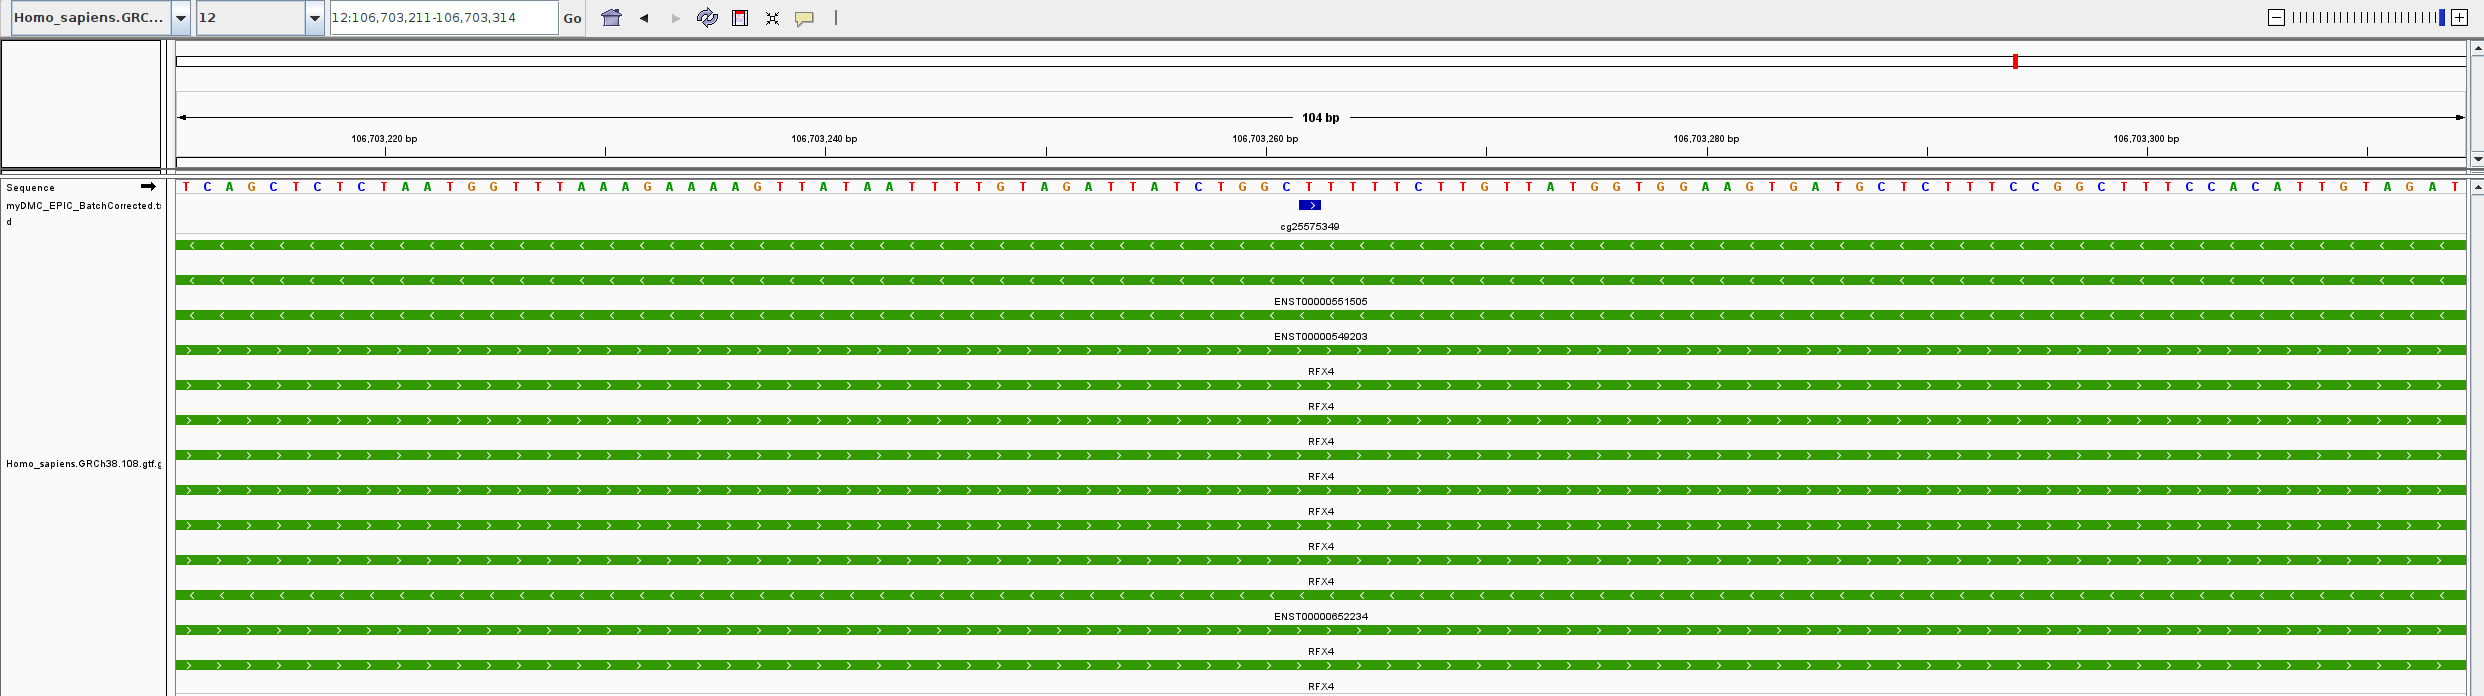 Homo_sapiens.GRC... 12 12:106,703,211-106,703,314 Go
104 bp
106,703,220 bp 106,703,240 bp 106,703,260 bp 106,703,280 bp 106,703,300 bp
Sequence T C A G C T C T C T A A T G G T T T A A A G A A A A G T T A T A A T T T T G T A G A T T A T C T G G C T T T T T C T T G T T A T G G T G G A A G T G A T G C T C T T T C C G G C T T T C C A C A T T G T A G A T
myDMC_EPIC_BatchCorrected.t
d
cg25575349
ENST00000551505
ENST00000549203
RFX4
RFX4
RFX4
Homo_sapiens.GRCh38.108.gtf.g
RFX4
RFX4
RFX4
RFX4
ENST00000652234
RFX4
RFX4